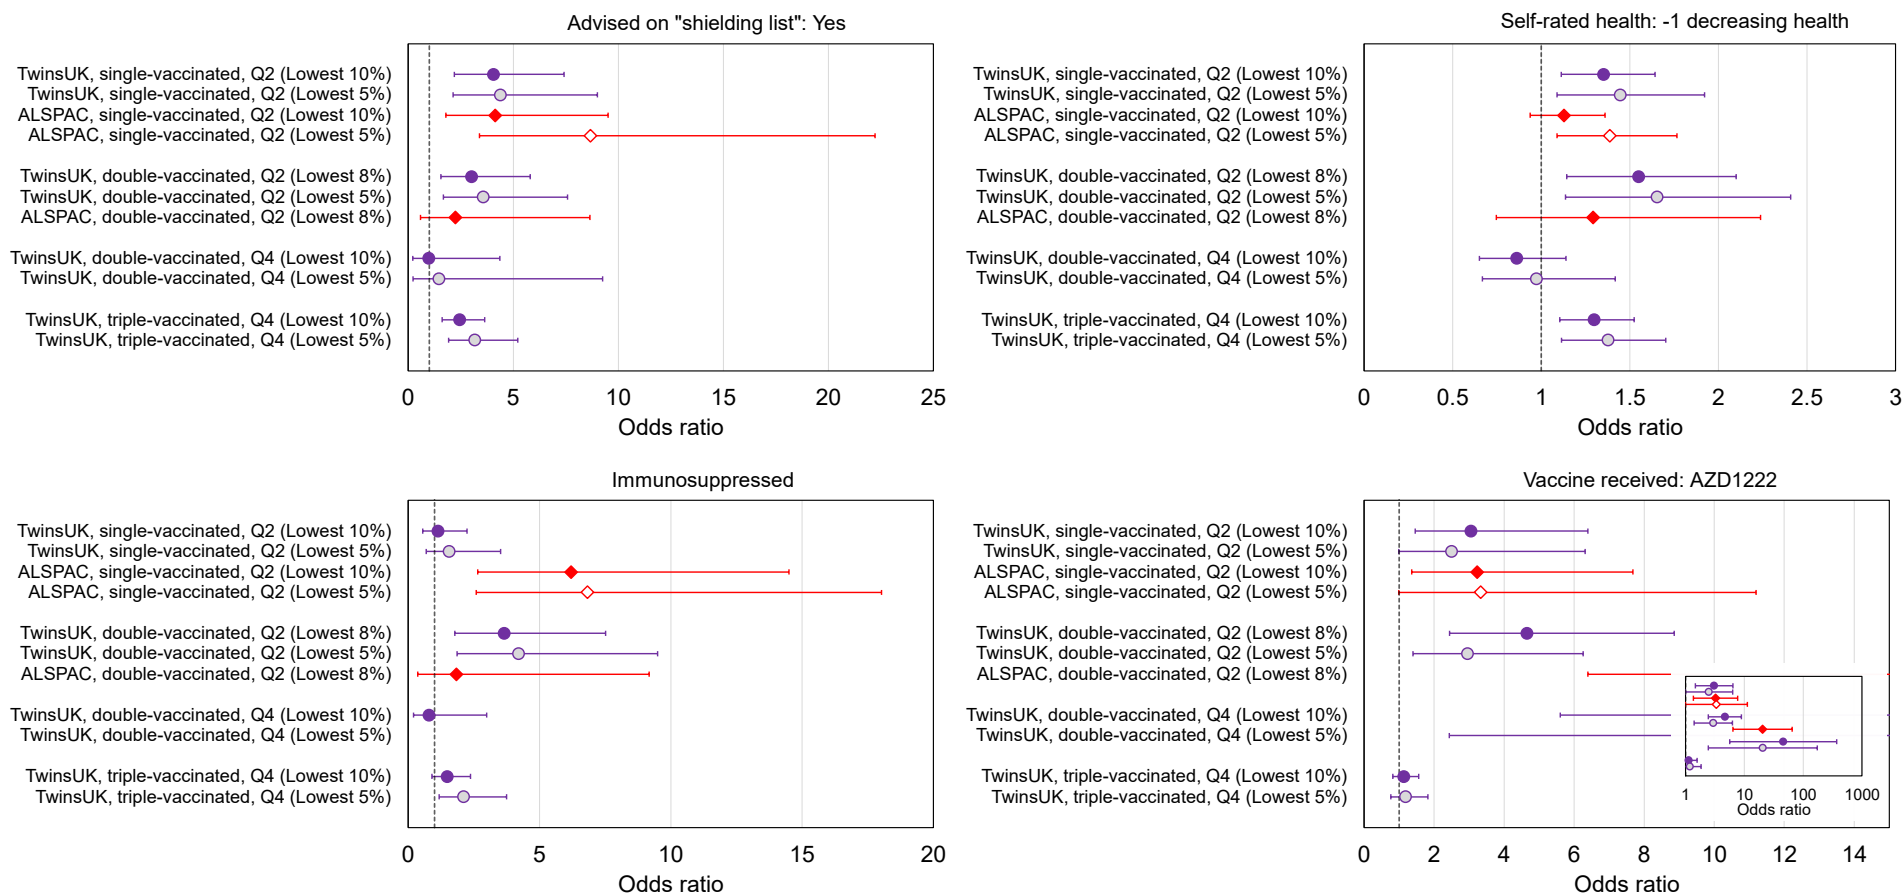 Advised on "shielding list": Yes
TwinsUK, single-vaccinated, Q2 (Lowest 10%)
TwinsUK, single-vaccinated, Q2 (Lowest 5%)
ALSPAC, single-vaccinated, Q2 (Lowest 10%)
ALSPAC, single-vaccinated, Q2 (Lowest 5%)
TwinsUK, double-vaccinated, Q2 (Lowest 8%)
TwinsUK, double-vaccinated, Q2 (Lowest 5%)
ALSPAC, double-vaccinated, Q2 (Lowest 8%)
TwinsUK, double-vaccinated, Q4 (Lowest 10%)
TwinsUK, double-vaccinated, Q4 (Lowest 5%)
TwinsUK, triple-vaccinated, Q4 (Lowest 10%)
TwinsUK, triple-vaccinated, Q4 (Lowest 5%)
0 5 10 15 20 25
Odds ratio
Self-rated health: -1 decreasing health
TwinsUK, single-vaccinated, Q2 (Lowest 10%)
TwinsUK, single-vaccinated, Q2 (Lowest 5%)
ALSPAC, single-vaccinated, Q2 (Lowest 10%)
ALSPAC, single-vaccinated, Q2 (Lowest 5%)
TwinsUK, double-vaccinated, Q2 (Lowest 8%)
TwinsUK, double-vaccinated, Q2 (Lowest 5%)
ALSPAC, double-vaccinated, Q2 (Lowest 8%)
TwinsUK, double-vaccinated, Q4 (Lowest 10%)
TwinsUK, double-vaccinated, Q4 (Lowest 5%)
TwinsUK, triple-vaccinated, Q4 (Lowest 10%)
TwinsUK, triple-vaccinated, Q4 (Lowest 5%)
0 0.5 1 1.5 2 2.5 3
Odds ratio
Immunosuppressed
TwinsUK, single-vaccinated, Q2 (Lowest 10%)
TwinsUK, single-vaccinated, Q2 (Lowest 5%)
ALSPAC, single-vaccinated, Q2 (Lowest 10%)
ALSPAC, single-vaccinated, Q2 (Lowest 5%)
TwinsUK, double-vaccinated, Q2 (Lowest 8%)
TwinsUK, double-vaccinated, Q2 (Lowest 5%)
ALSPAC, double-vaccinated, Q2 (Lowest 8%)
TwinsUK, double-vaccinated, Q4 (Lowest 10%)
TwinsUK, double-vaccinated, Q4 (Lowest 5%)
TwinsUK, triple-vaccinated, Q4 (Lowest 10%)
TwinsUK, triple-vaccinated, Q4 (Lowest 5%)
0 5 10 15 20
Odds ratio
Vaccine received: AZD1222
TwinsUK, single-vaccinated, Q2 (Lowest 10%)
TwinsUK, single-vaccinated, Q2 (Lowest 5%)
ALSPAC, single-vaccinated, Q2 (Lowest 10%)
ALSPAC, single-vaccinated, Q2 (Lowest 5%)
TwinsUK, double-vaccinated, Q2 (Lowest 8%)
TwinsUK, double-vaccinated, Q2 (Lowest 5%)
ALSPAC, double-vaccinated, Q2 (Lowest 8%)
TwinsUK, double-vaccinated, Q4 (Lowest 10%)
TwinsUK, double-vaccinated, Q4 (Lowest 5%)
TwinsUK, triple-vaccinated, Q4 (Lowest 10%)
TwinsUK, triple-vaccinated, Q4 (Lowest 5%)
1 10 100 1000
Odds ratio
0 2 4 6 8 10 12 14
Odds ratio